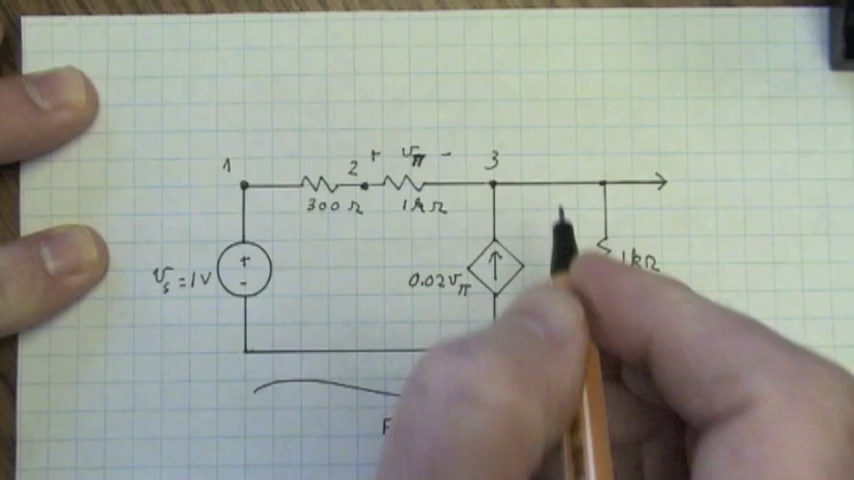 1 2 + vπ - 3
300 Ω 1kΩ
+
vs = 1V
-
0.02vπ
1kΩ